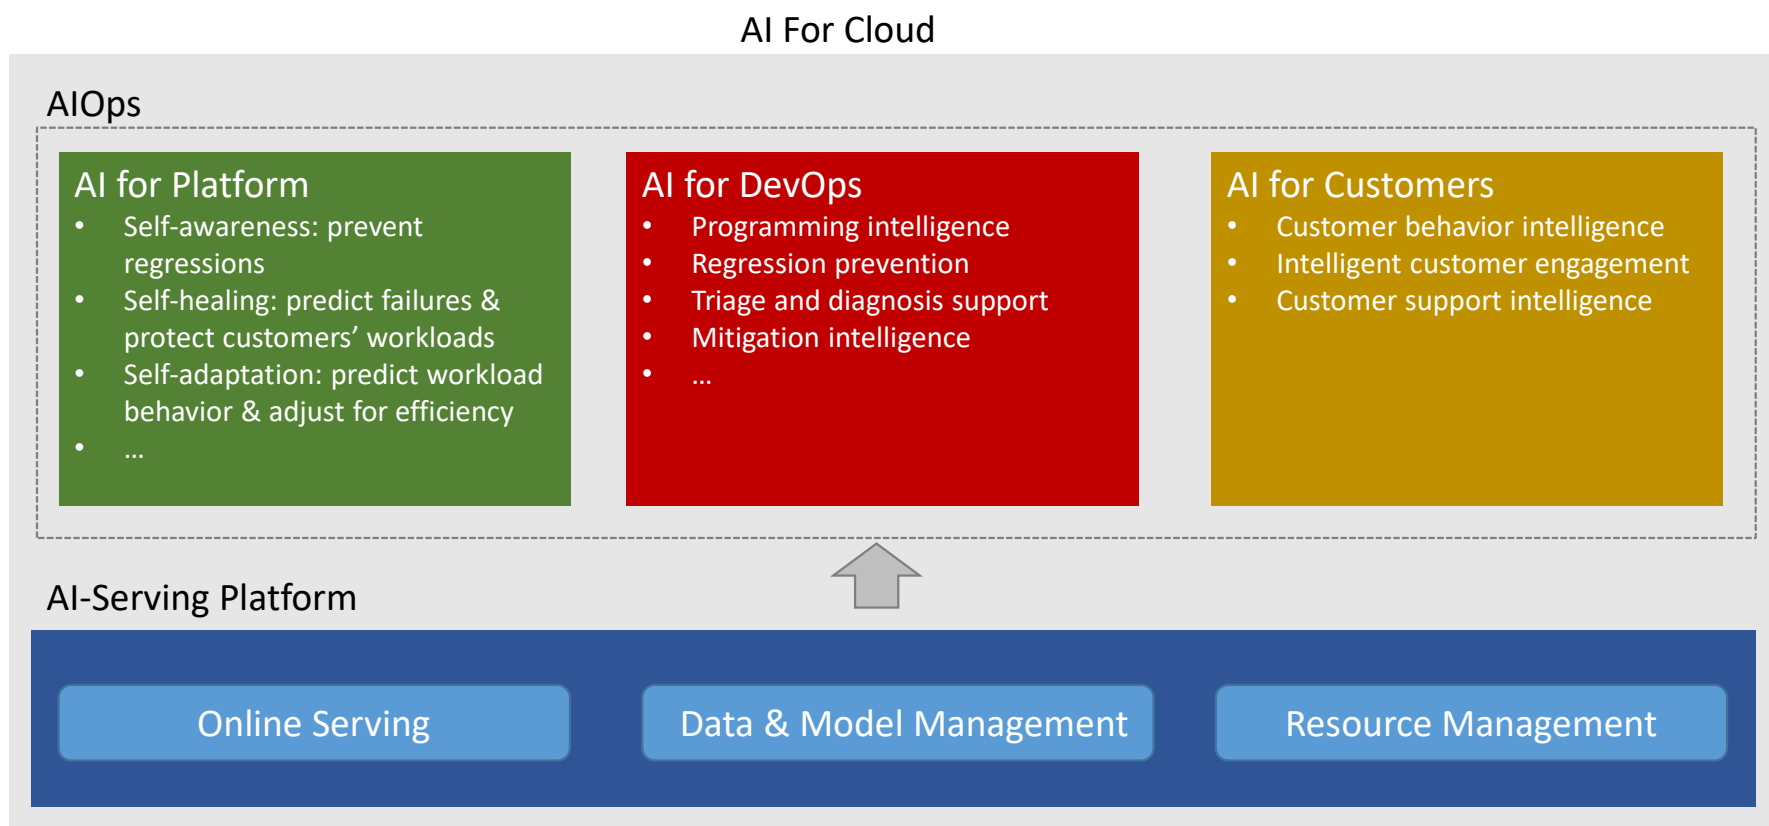 AI For Cloud
AIOps
AI for Platform
• Self-awareness: prevent
regressions
• Self-healing: predict failures &
protect customers’ workloads
• Self-adaptation: predict workload
behavior & adjust for efficiency
• ...
AI for DevOps
• Programming intelligence
• Regression prevention
• Triage and diagnosis support
• Mitigation intelligence
• ...
AI for Customers
• Customer behavior intelligence
• Intelligent customer engagement
• Customer support intelligence
AI-Serving Platform
Online Serving
Data & Model Management
Resource Management